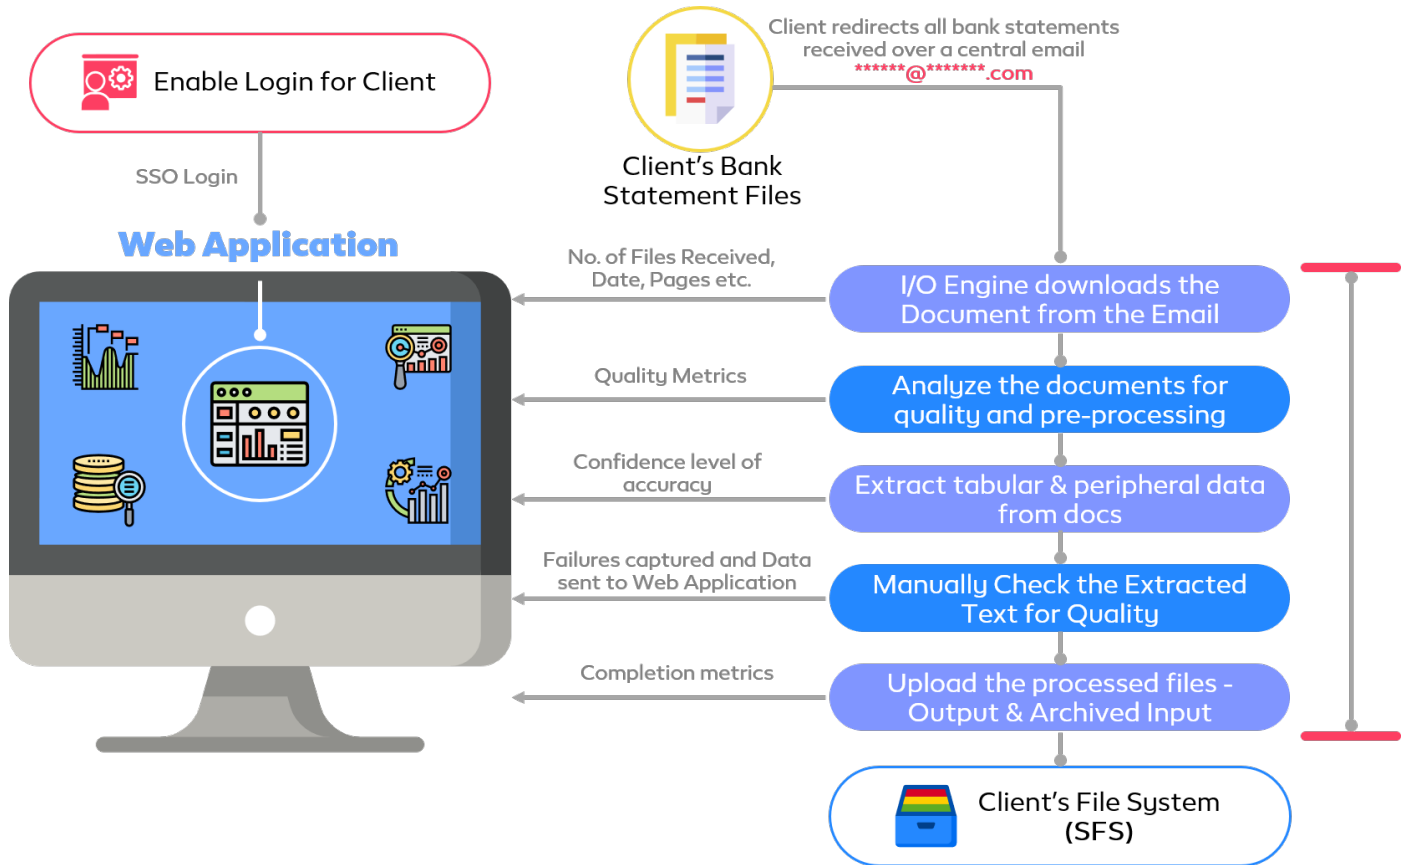 Enable Login for Client
SSO Login
Web Application
Client redirects all bank statements
received over a central email
******@*******.com
Client's Bank
Statement Files
No. of Files Received,
Date, Pages etc.
I/O Engine downloads the
Document from the Email
Quality Metrics
Analyze the documents for
quality and pre-processing
Confidence level of
accuracy
Extract tabular & peripheral data
from docs
Failures captured and Data
sent to Web Application
Manually Check the Extracted
Text for Quality
Completion metrics
Upload the processed files -
Output & Archived Input
Client's File System
(SFS)